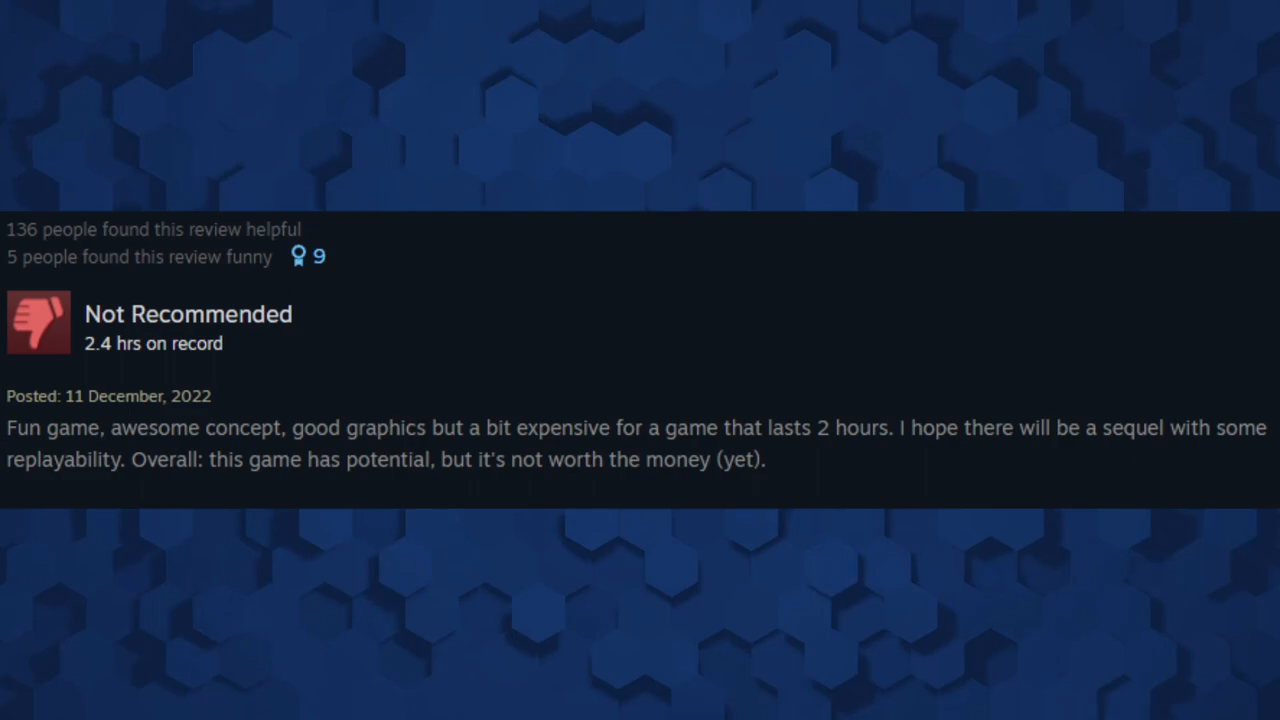 136 people found this review helpful
5 people found this review funny 9
Not Recommended
2.4 hrs on record
Posted: 11 December, 2022
Fun game, awesome concept, good graphics but a bit expensive for a game that lasts 2 hours. I hope there will be a sequel with some
replayability. Overall: this game has potential, but it's not worth the money (yet).